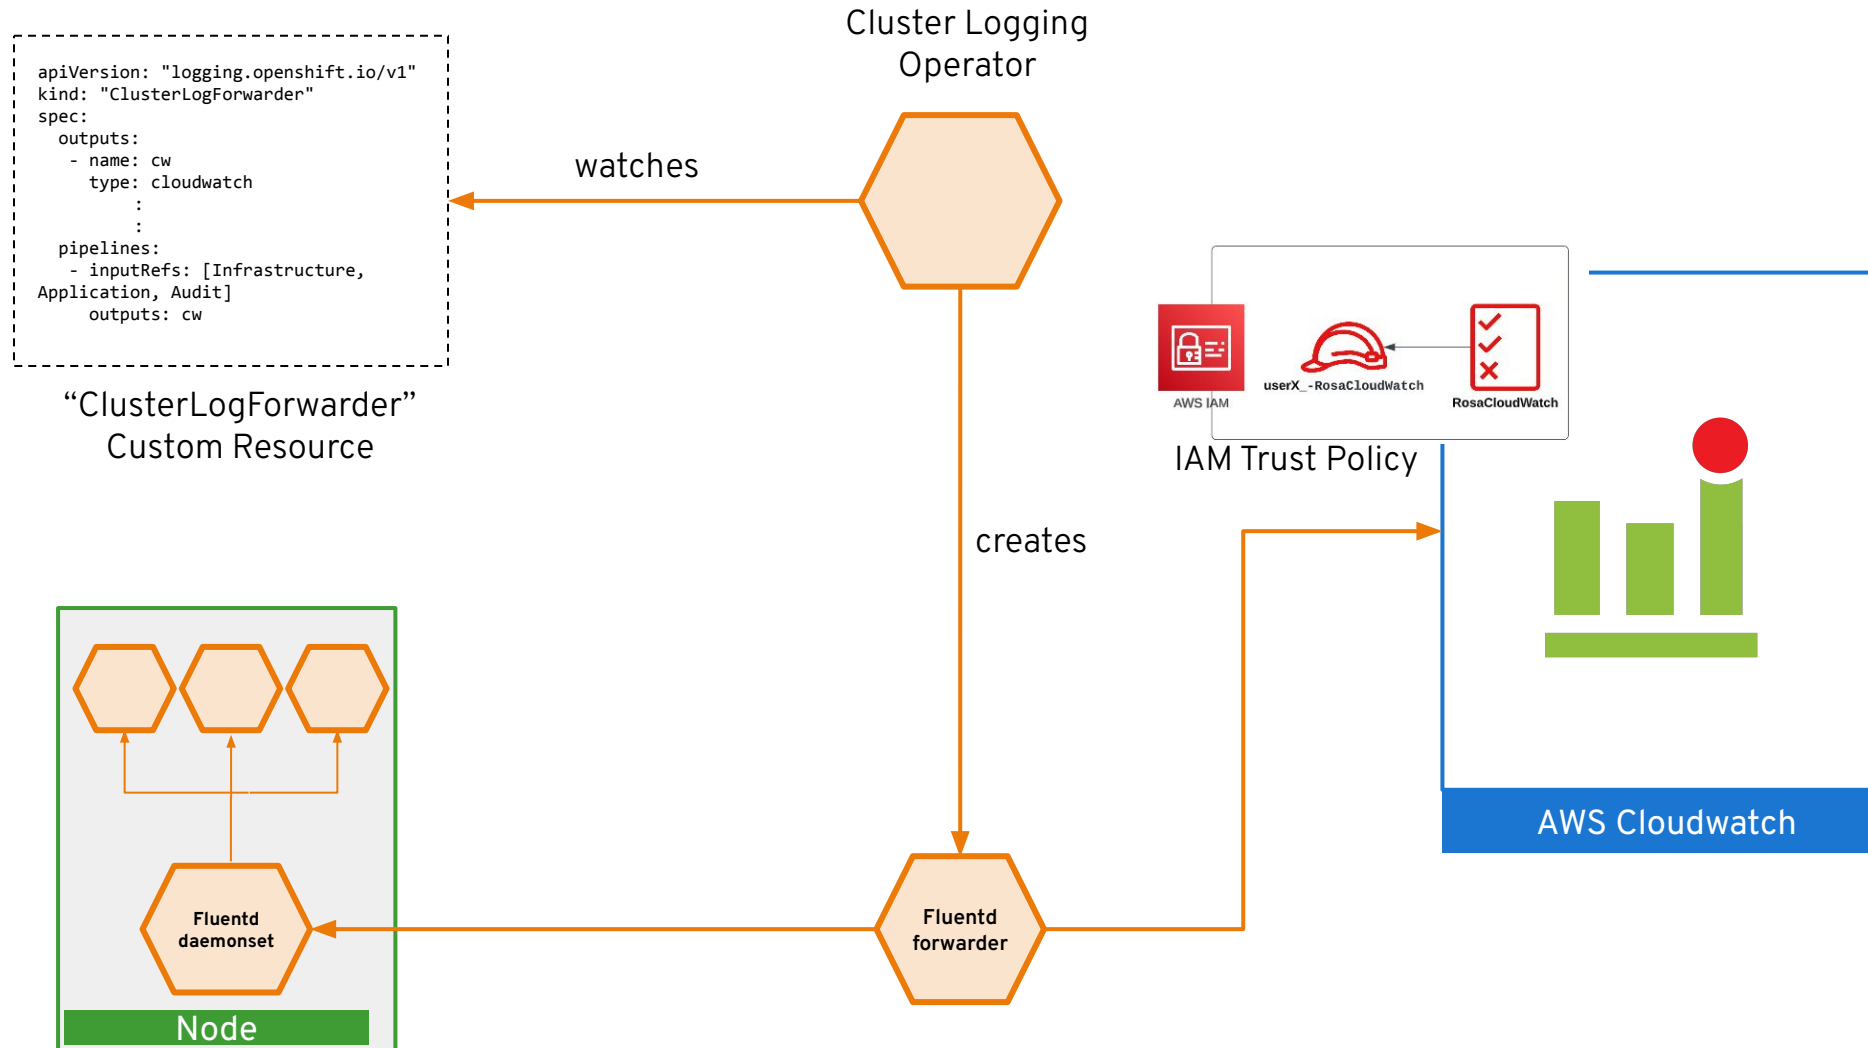 Cluster Logging
Operator
apiVersion: "logging.openshift.io/v1"
kind: "ClusterLogForwarder"
spec:
  outputs:
   - name: cw
     type: cloudwatch
          :
          :
  pipelines:
   - inputRefs: [Infrastructure,
Application, Audit]
     outputs: cw
“ClusterLogForwarder”
Custom Resource
watches
AWS IAM
userX_-RosaCloudWatch
RosaCloudWatch
IAM Trust Policy
creates
AWS Cloudwatch
Fluentd
daemonset
Node
Fluentd
forwarder